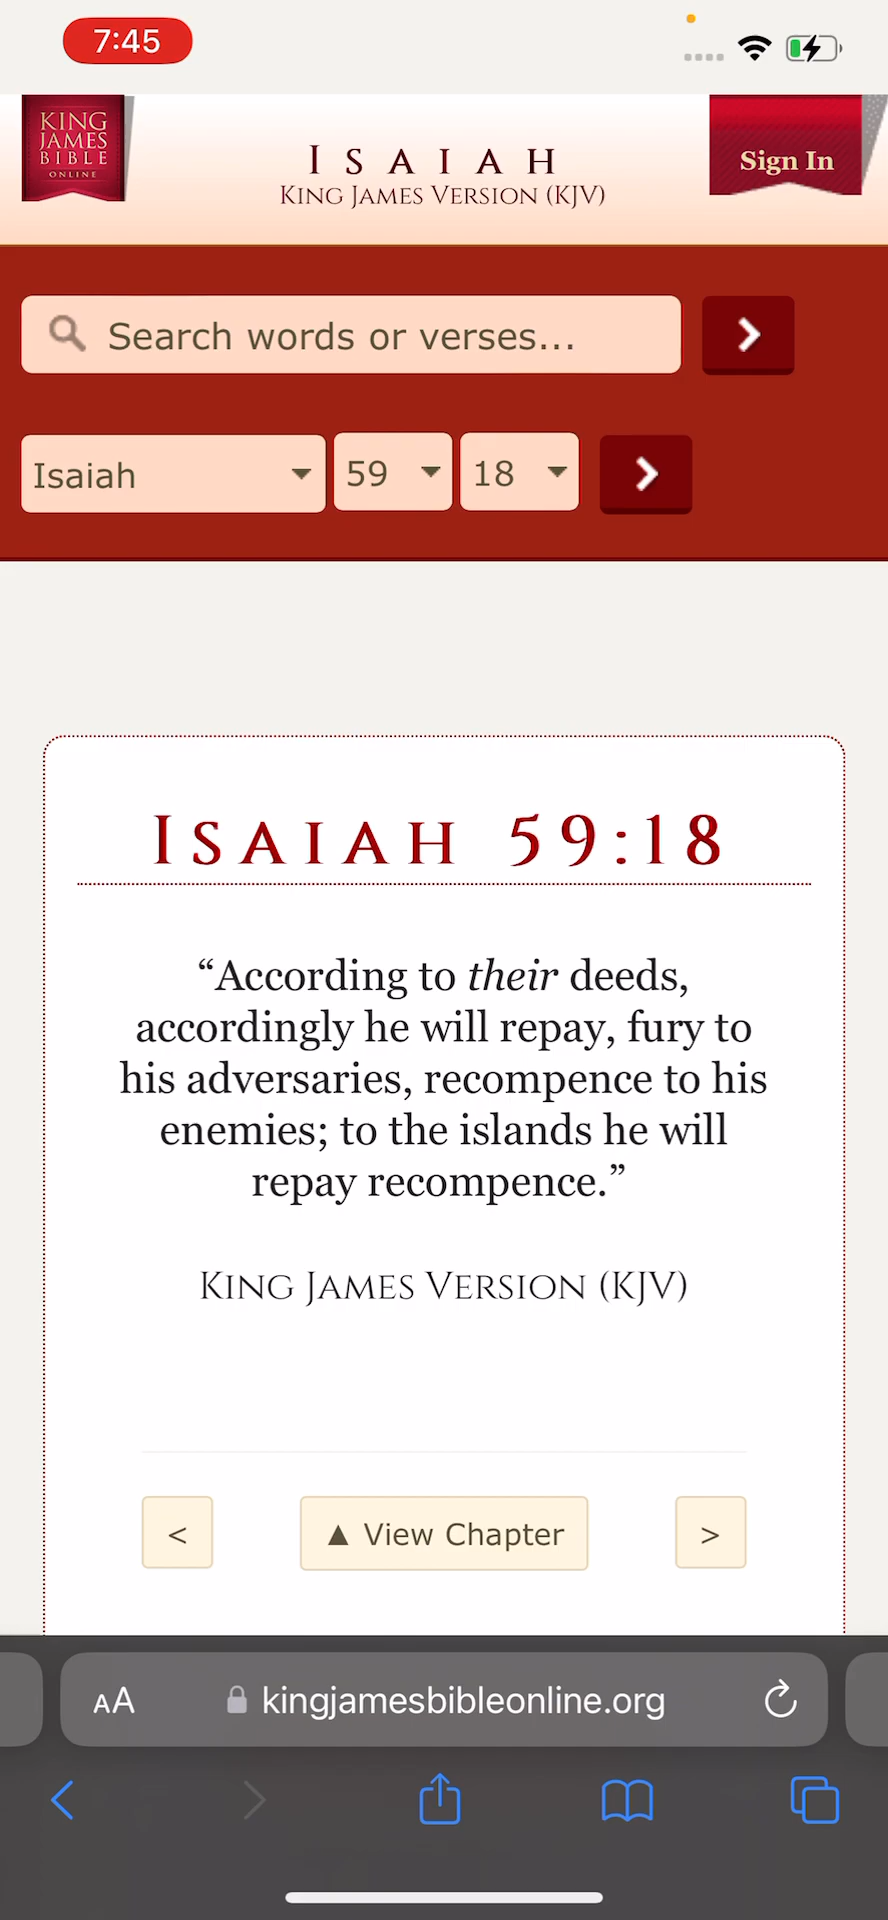 7:45
KING
JAMES
BIBLE
ONLINE
ISAIAH
KING JAMES VERSION (KJV)
Sign In
Search words or verses...
Isaiah
59
18
ISAIAH 59:18
“According to their deeds,
accordingly he will repay, fury to
his adversaries, recompence to his
enemies; to the islands he will
repay recompence.”
KING JAMES VERSION (KJV)
<
▲ View Chapter
>
AA
kingjamesbibleonline.org